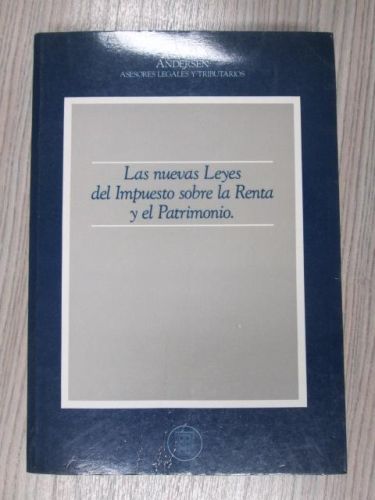 ANDERSEN
ASESORES LEGALES Y TRIBUTARIOS
Las nuevas Leyes
del Impuesto sobre la Renta
y el Patrimonio.